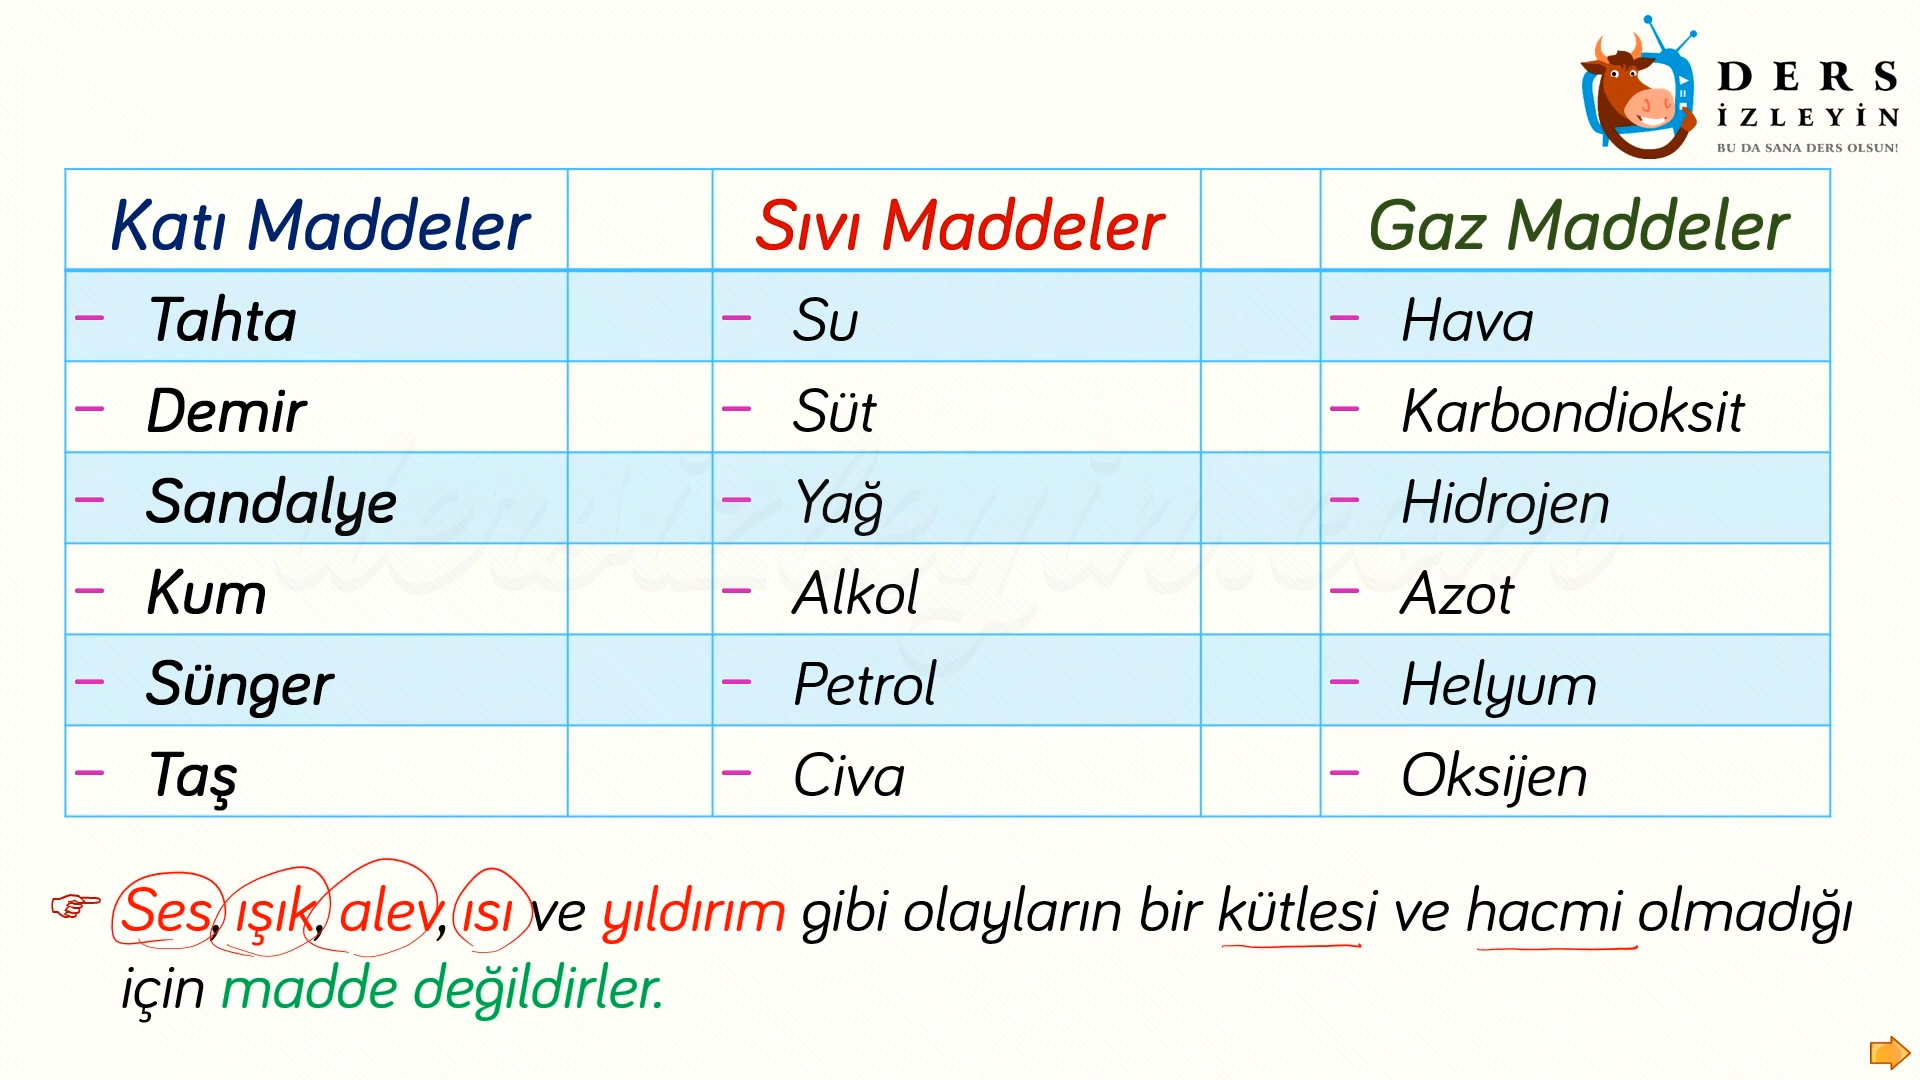 DERS
İZLEYİN
BU DA SANA DERS OLSUN!
Katı Maddeler Sıvı Maddeler Gaz Maddeler
– Tahta – Su – Hava
– Demir – Süt – Karbondioksit
– Sandalye – Yağ – Hidrojen
– Kum – Alkol – Azot
– Sünger – Petrol – Helyum
– Taş – Civa – Oksijen
Ses, ışık, alev, ısı ve yıldırım gibi olayların bir kütlesi ve hacmi olmadığı
için madde değildirler.
dersizleyin.com